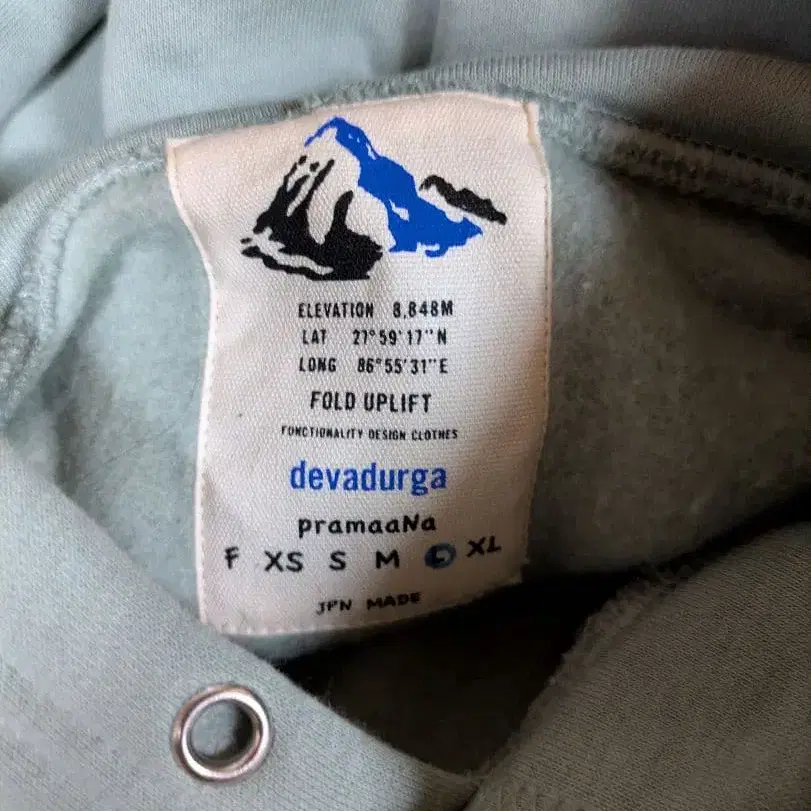 ELEVATION 8,848M
LAT 27°59'17"N
LONG 86°55'31"E
FOLD UPLIFT
FUNCTIONALITY DESIGN CLOTHES
devadurga
pramaaNa
F XS S M L XL
JPN MADE